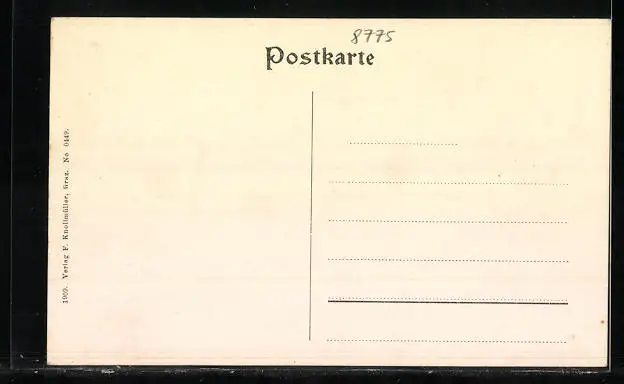 8775
Postkarte
1909. Verlag F. Knollmüller, Graz. No 0449.